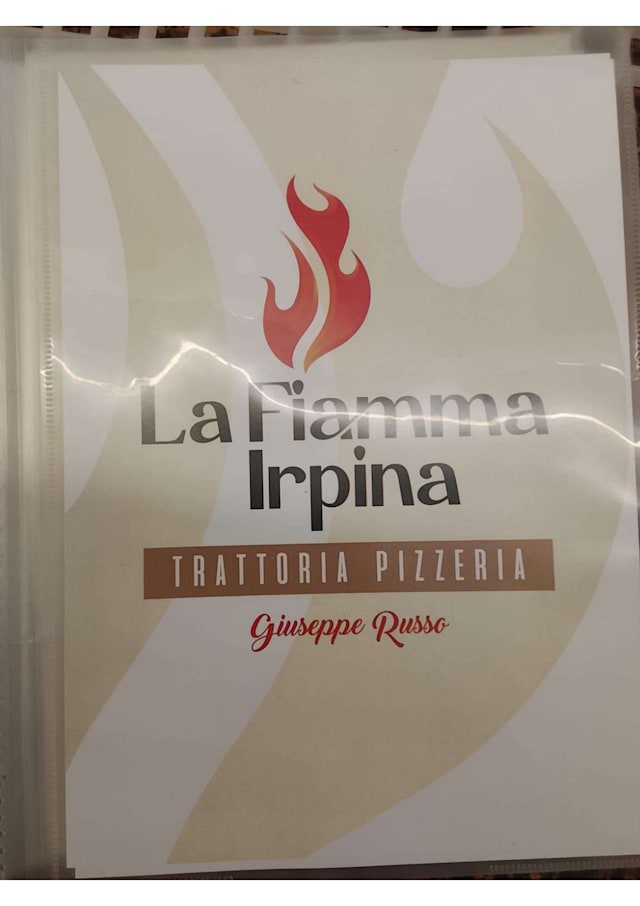 La Fiamma
Irpina
TRATTORIA PIZZERIA
Giuseppe Russo